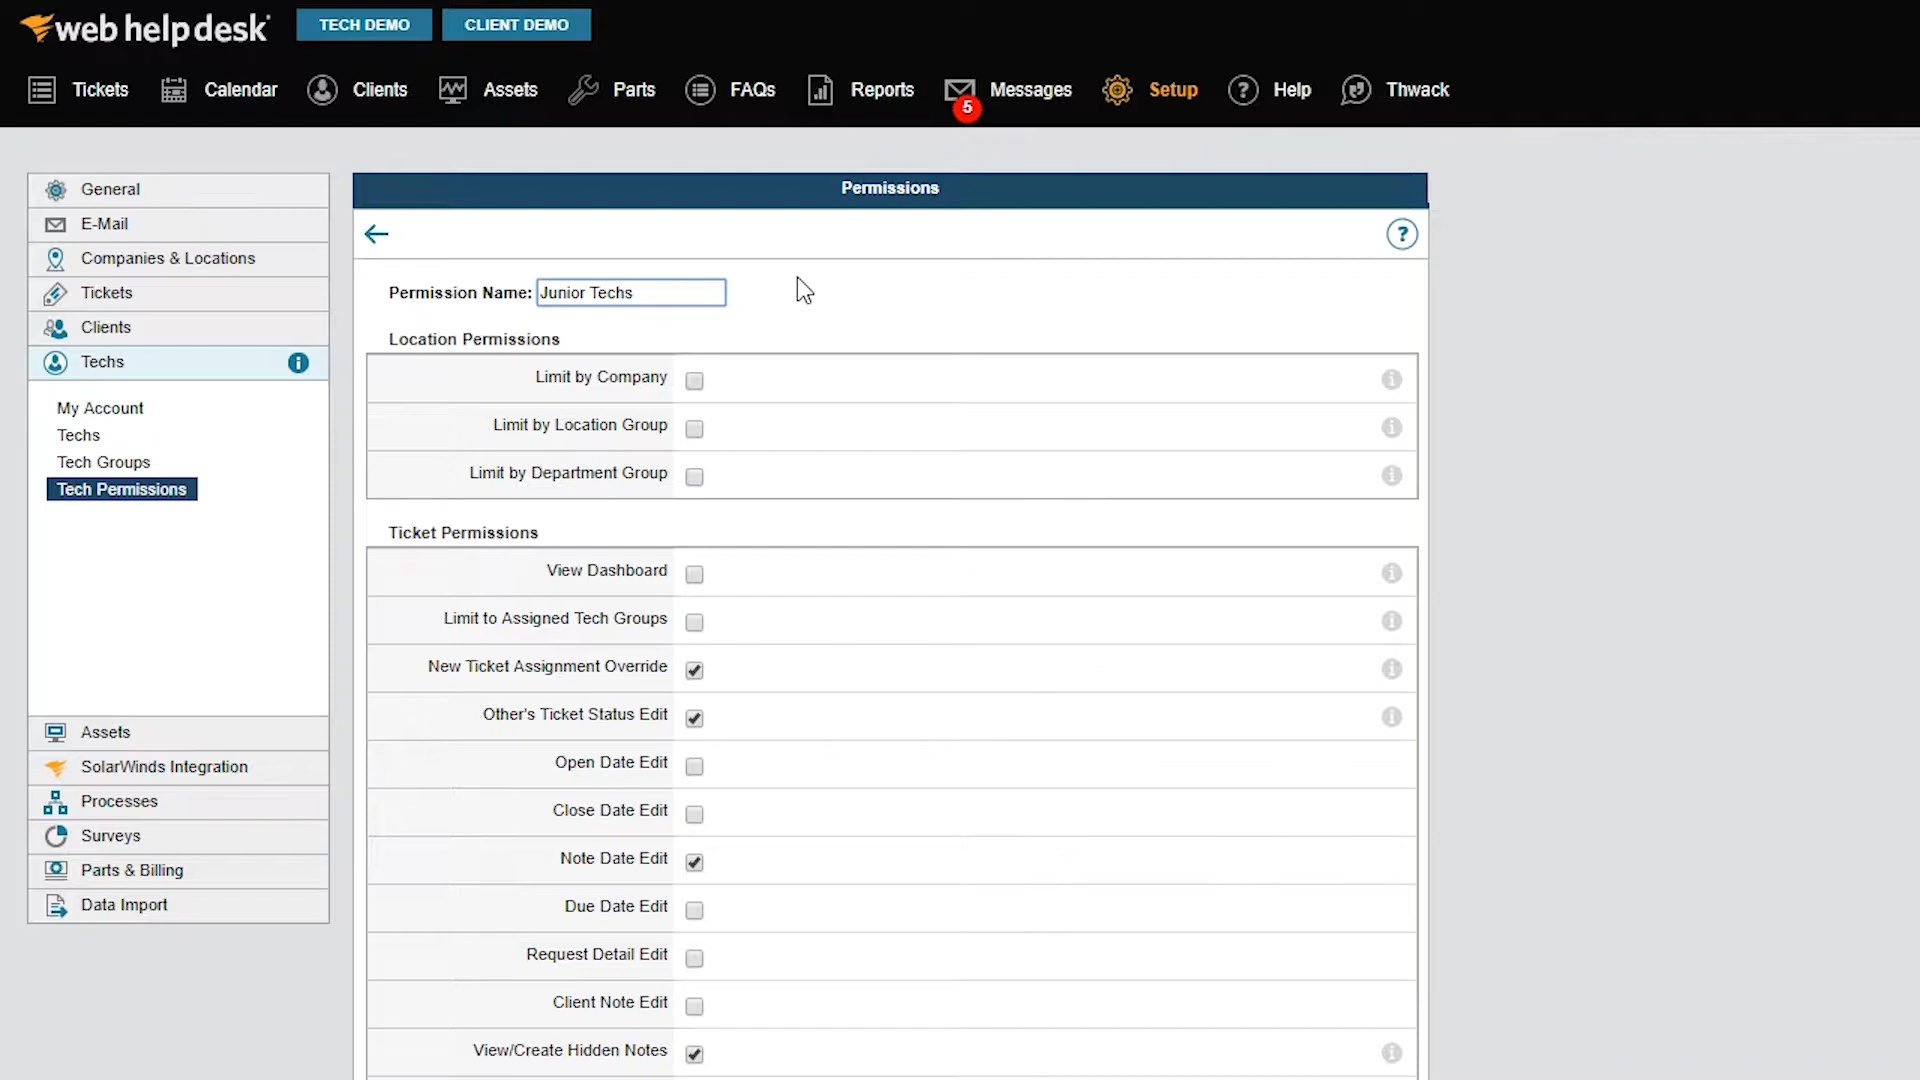 web help desk
TECH DEMO
CLIENT DEMO
Tickets
Calendar
Clients
Assets
Parts
FAQs
Reports
5
Messages
Setup
?
Help
Thwack
General
E-Mail
Companies & Locations
Tickets
Clients
Techs
i
My Account
Techs
Tech Groups
Tech Permissions
Assets
SolarWinds Integration
Processes
Surveys
Parts & Billing
Data Import
Permissions
?
Permission Name: Junior Techs
Location Permissions
Limit by Company
i
Limit by Location Group
i
Limit by Department Group
i
Ticket Permissions
View Dashboard
i
Limit to Assigned Tech Groups
i
New Ticket Assignment Override
i
Other's Ticket Status Edit
i
Open Date Edit
Close Date Edit
Note Date Edit
Due Date Edit
Request Detail Edit
Client Note Edit
View/Create Hidden Notes
i